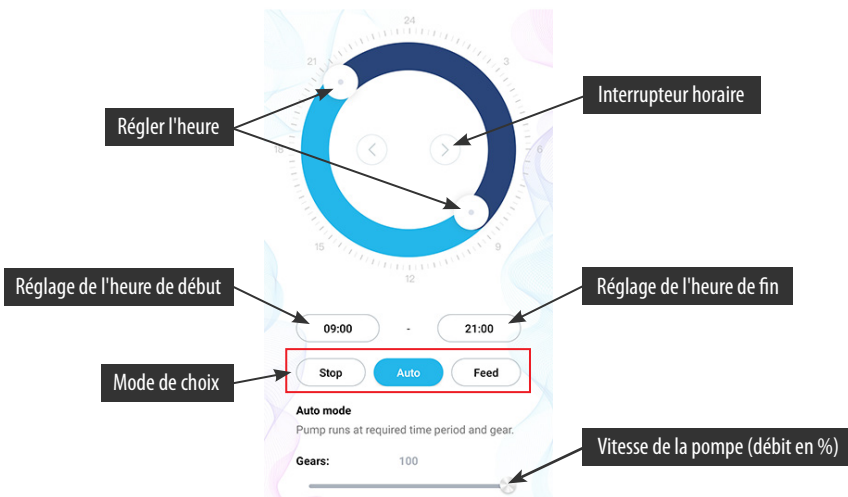 24
21
3
Interrupteur horaire
Régler l'heure
18
6
15
9
12
Réglage de l'heure de début
Réglage de l'heure de fin
09:00 - 21:00
Mode de choix
Stop Auto Feed
Auto mode
Pump runs at required time period and gear.
Gears: 100
Vitesse de la pompe (débit en %)